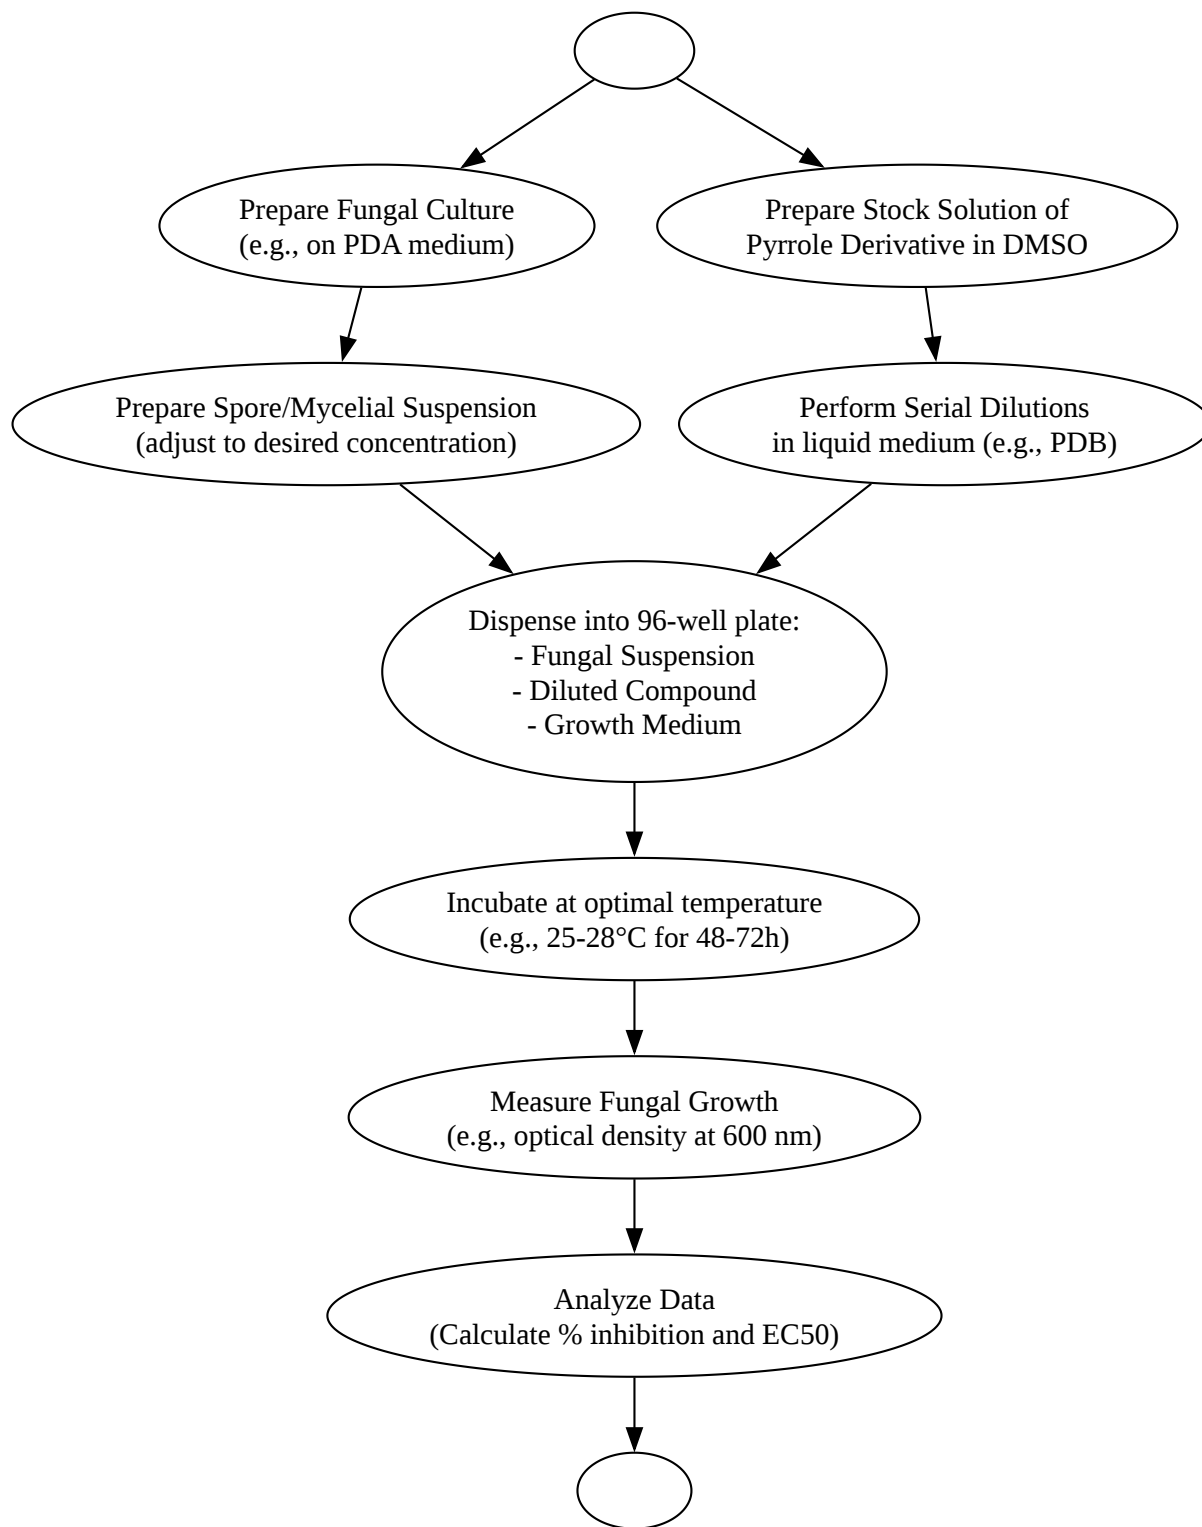 Prepare Fungal Culture
(e.g., on PDA medium)
Prepare Stock Solution of
Pyrrole Derivative in DMSO
Prepare Spore/Mycelial Suspension
(adjust to desired concentration)
Perform Serial Dilutions
in liquid medium (e.g., PDB)
Dispense into 96-well plate:
- Fungal Suspension
- Diluted Compound
- Growth Medium
Incubate at optimal temperature
(e.g., 25-28°C for 48-72h)
Measure Fungal Growth
(e.g., optical density at 600 nm)
Analyze Data
(Calculate % inhibition and EC50)